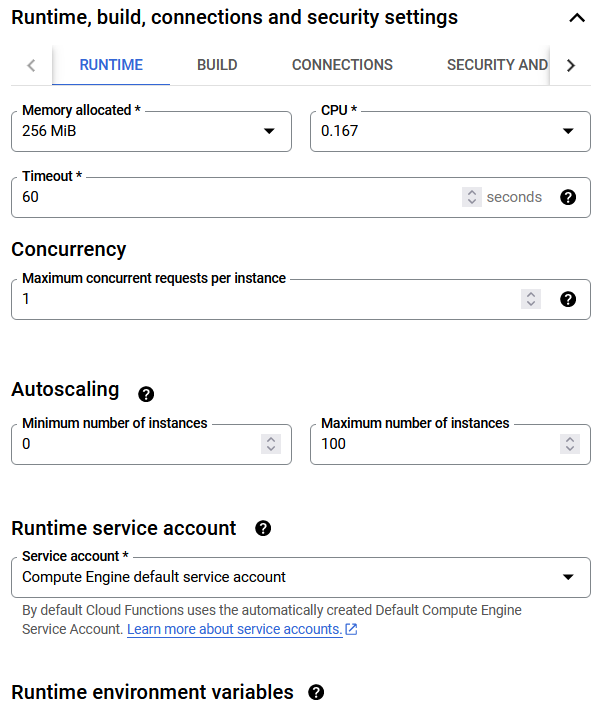 Runtime, build, connections and security settings
RUNTIME BUILD CONNECTIONS SECURITY AND
Memory allocated * CPU *
256 MiB 0.167
Timeout *
60 seconds
Concurrency
Maximum concurrent requests per instance
1
Autoscaling
Minimum number of instances Maximum number of instances
0 100
Runtime service account
Service account *
Compute Engine default service account
By default Cloud Functions uses the automatically created Default Compute Engine
Service Account. Learn more about service accounts.
Runtime environment variables